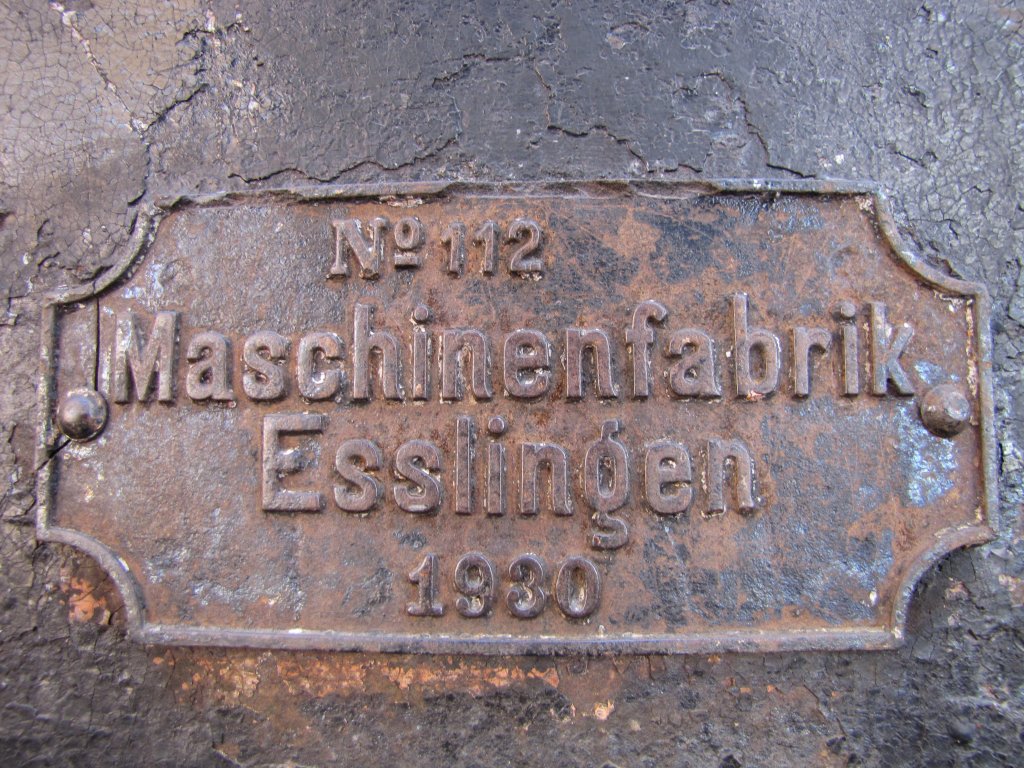 Nº 112
Maschinenfabrik
Esslingen
1930